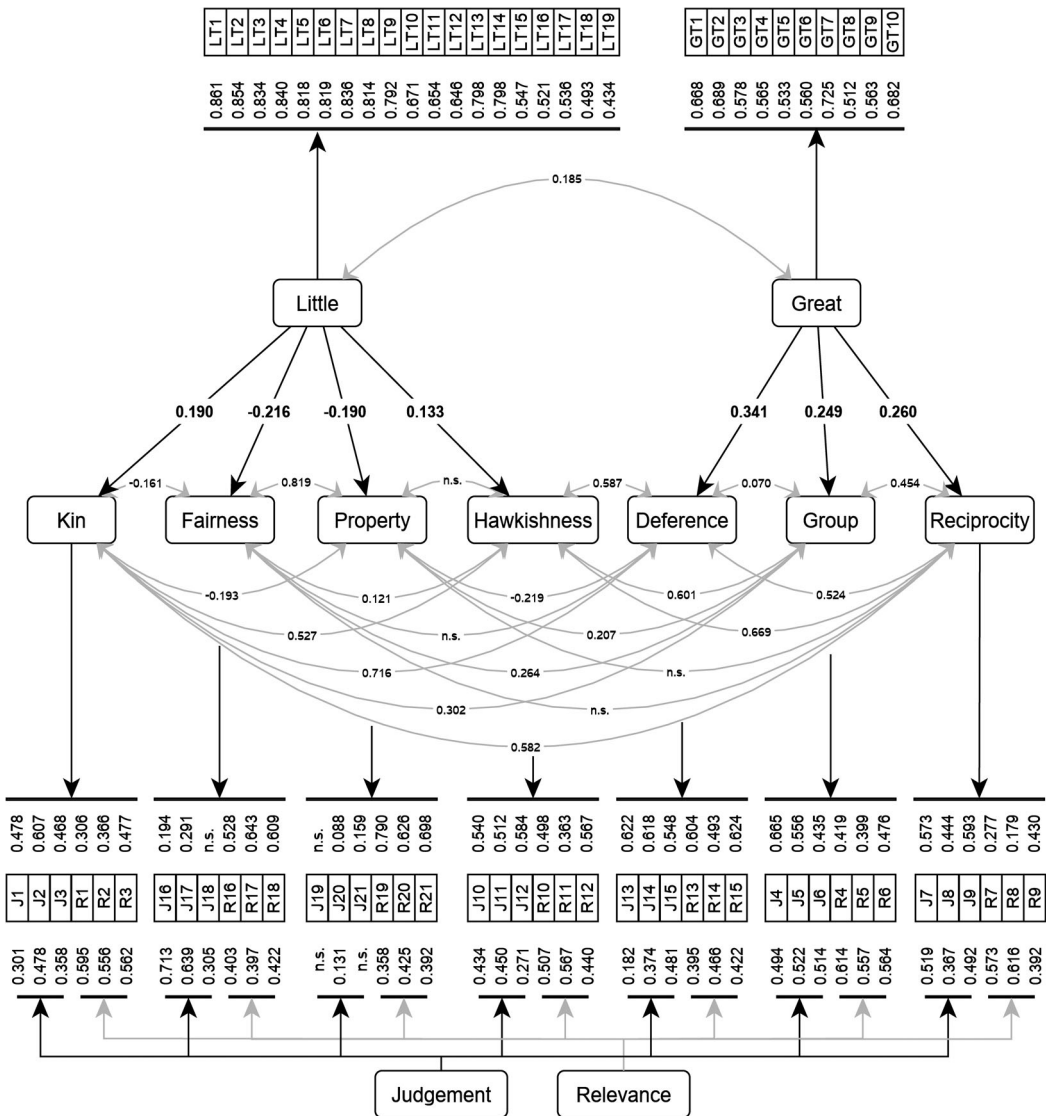 LT1 LT2 LT3 LT4 LT5 LT6 LT7 LT8 LT9 LT10 LT11 LT12 LT13 LT14 LT15 LT16 LT17 LT18 LT19
GT1 GT2 GT3 GT4 GT5 GT6 GT7 GT8 GT9 GT10
0.861 0.854 0.834 0.840 0.818 0.819 0.836 0.814 0.792 0.671 0.654 0.646 0.798 0.798 0.547 0.521 0.536 0.493 0.434
0.668 0.689 0.578 0.565 0.533 0.560 0.725 0.512 0.563 0.682
0.185
Little Great
0.190 -0.216 -0.190 0.133 0.341 0.249 0.260
-0.161 0.819 n.s. 0.587 0.070 0.454
Kin Fairness Property Hawkishness Deference Group Reciprocity
-0.193 0.121 -0.219 0.601 0.524
0.527 n.s. 0.207 0.669
0.716 0.264 n.s.
0.302 n.s.
0.582
0.478 0.607 0.468 0.306 0.366 0.477
0.194 0.291 n.s. 0.528 0.643 0.609
n.s. 0.088 0.159 0.790 0.626 0.698
0.540 0.512 0.584 0.498 0.363 0.567
0.622 0.618 0.548 0.604 0.493 0.624
0.665 0.556 0.435 0.419 0.399 0.476
0.573 0.444 0.593 0.277 0.179 0.430
J1 J2 J3 R1 R2 R3
J16 J17 J18 R16 R17 R18
J19 J20 J21 R19 R20 R21
J10 J11 J12 R10 R11 R12
J13 J14 J15 R13 R14 R15
J4 J5 J6 R4 R5 R6
J7 J8 J9 R7 R8 R9
0.301 0.478 0.358 0.595 0.556 0.562
0.713 0.639 0.305 0.403 0.397 0.422
n.s. 0.131 n.s. 0.358 0.425 0.392
0.434 0.450 0.271 0.507 0.567 0.440
0.182 0.374 0.481 0.395 0.466 0.422
0.494 0.522 0.514 0.614 0.557 0.564
0.519 0.367 0.492 0.573 0.616 0.392
Judgement Relevance